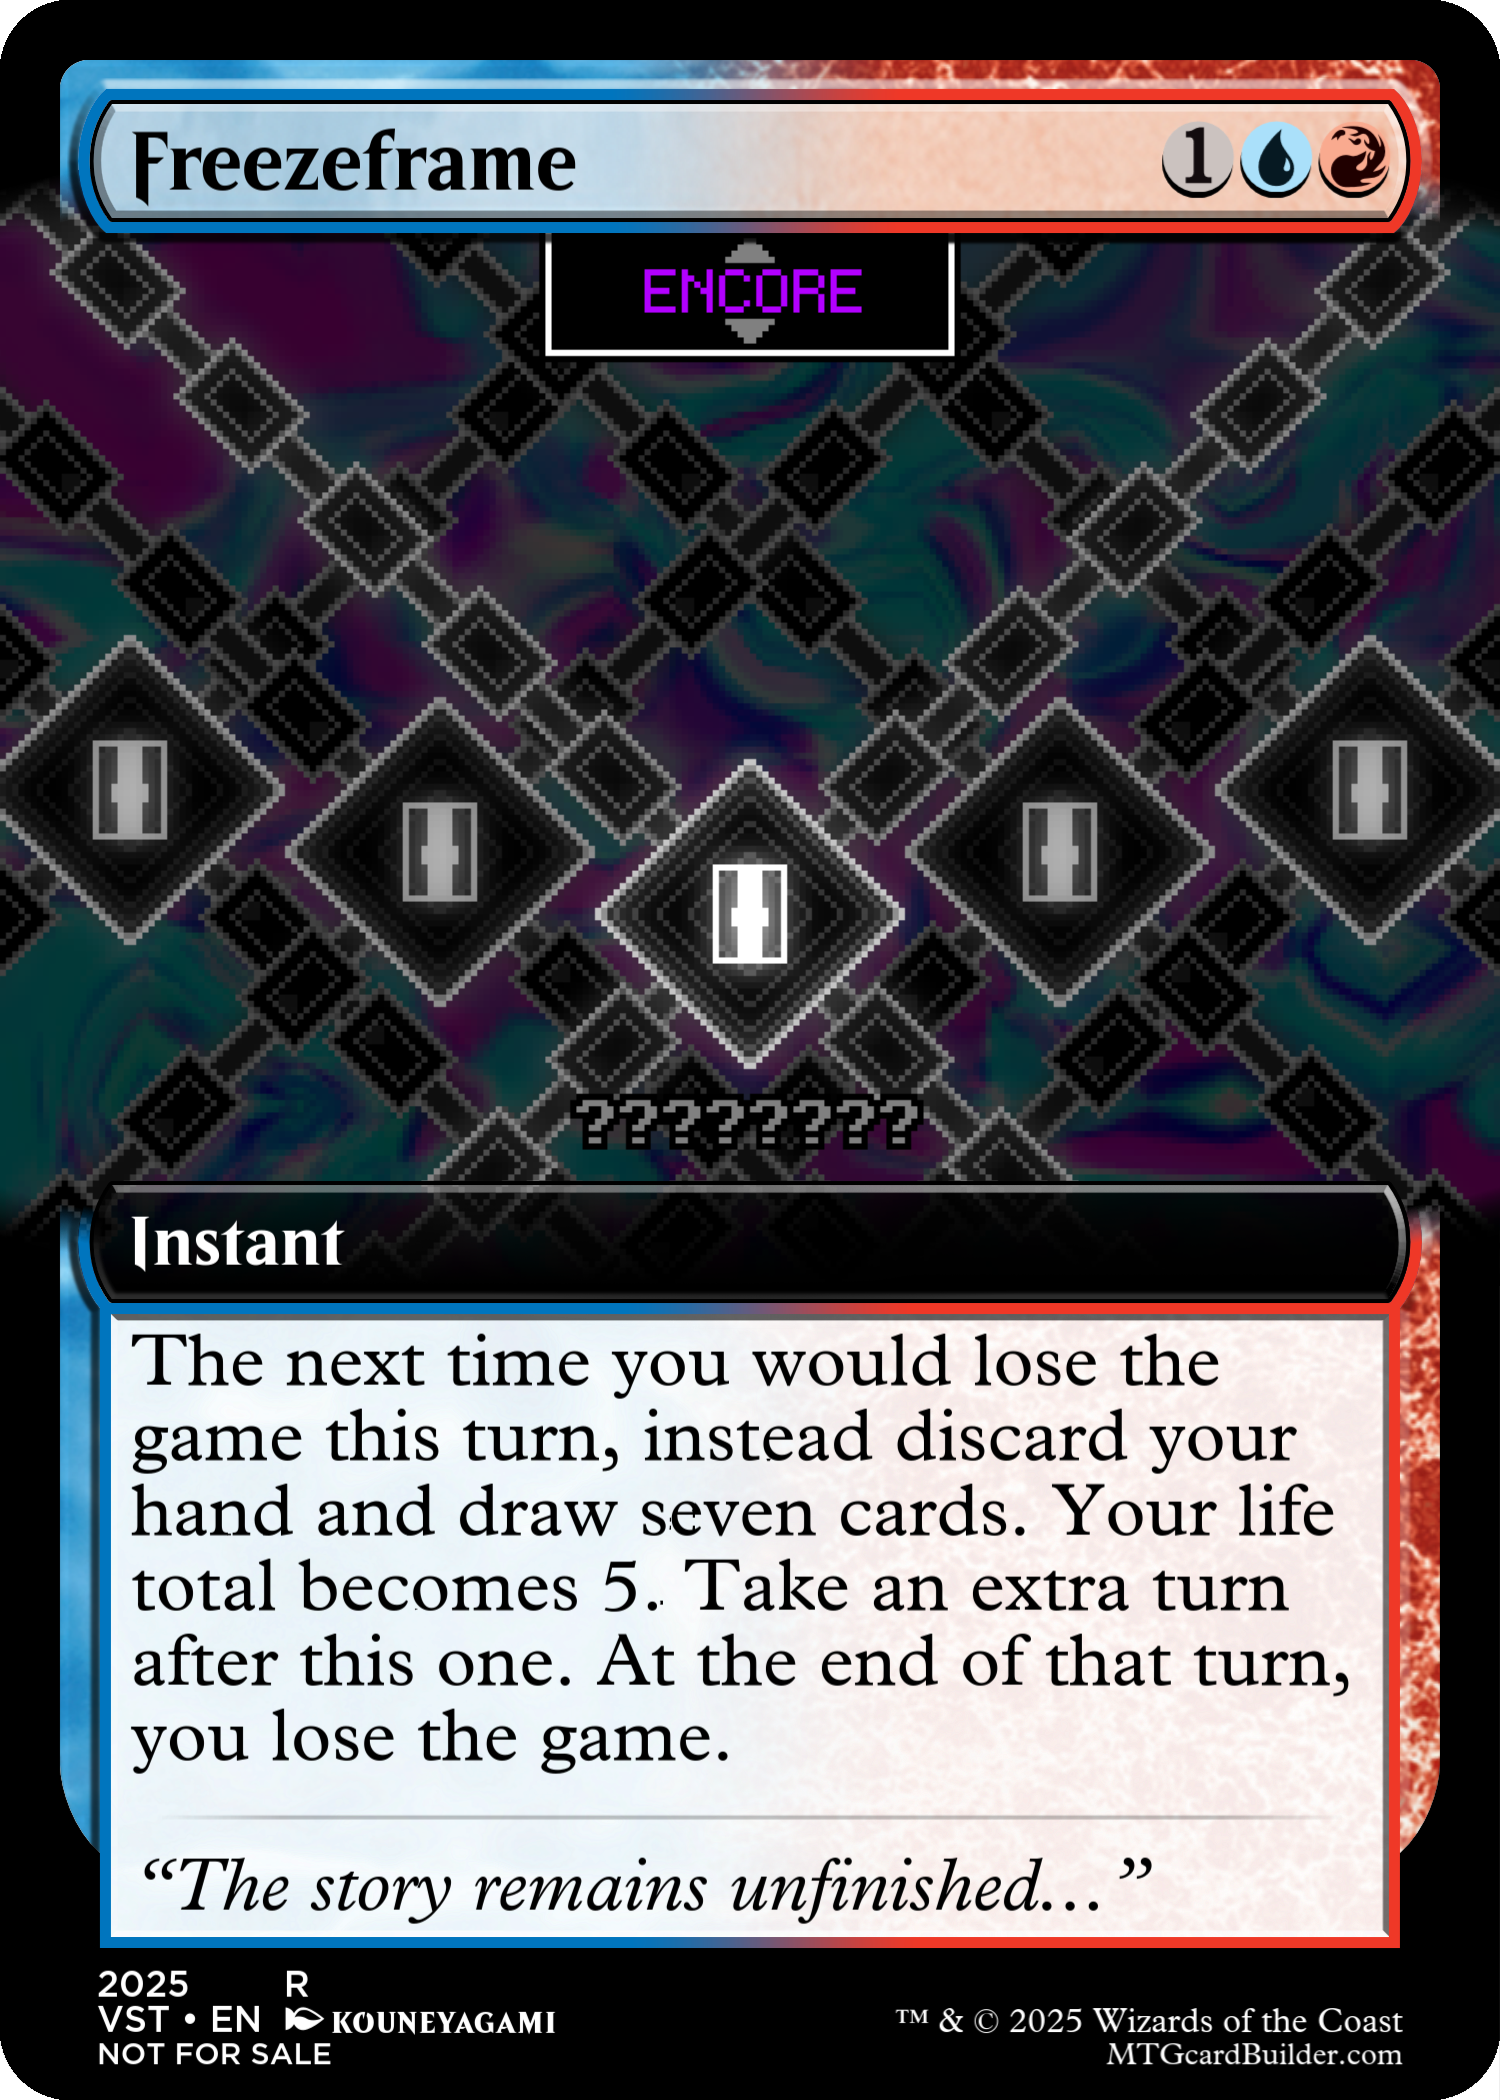 Freezeframe 1
ENCORE
????????
Instant
The next time you would lose the
game this turn, instead discard your
hand and draw seven cards. Your life
total becomes 5. Take an extra turn
after this one. At the end of that turn,
you lose the game.
“The story remains unfinished...”
2025 R
VST • EN KOUNEYAGAMI
NOT FOR SALE
™ & © 2025 Wizards of the Coast
MTGcardBuilder.com